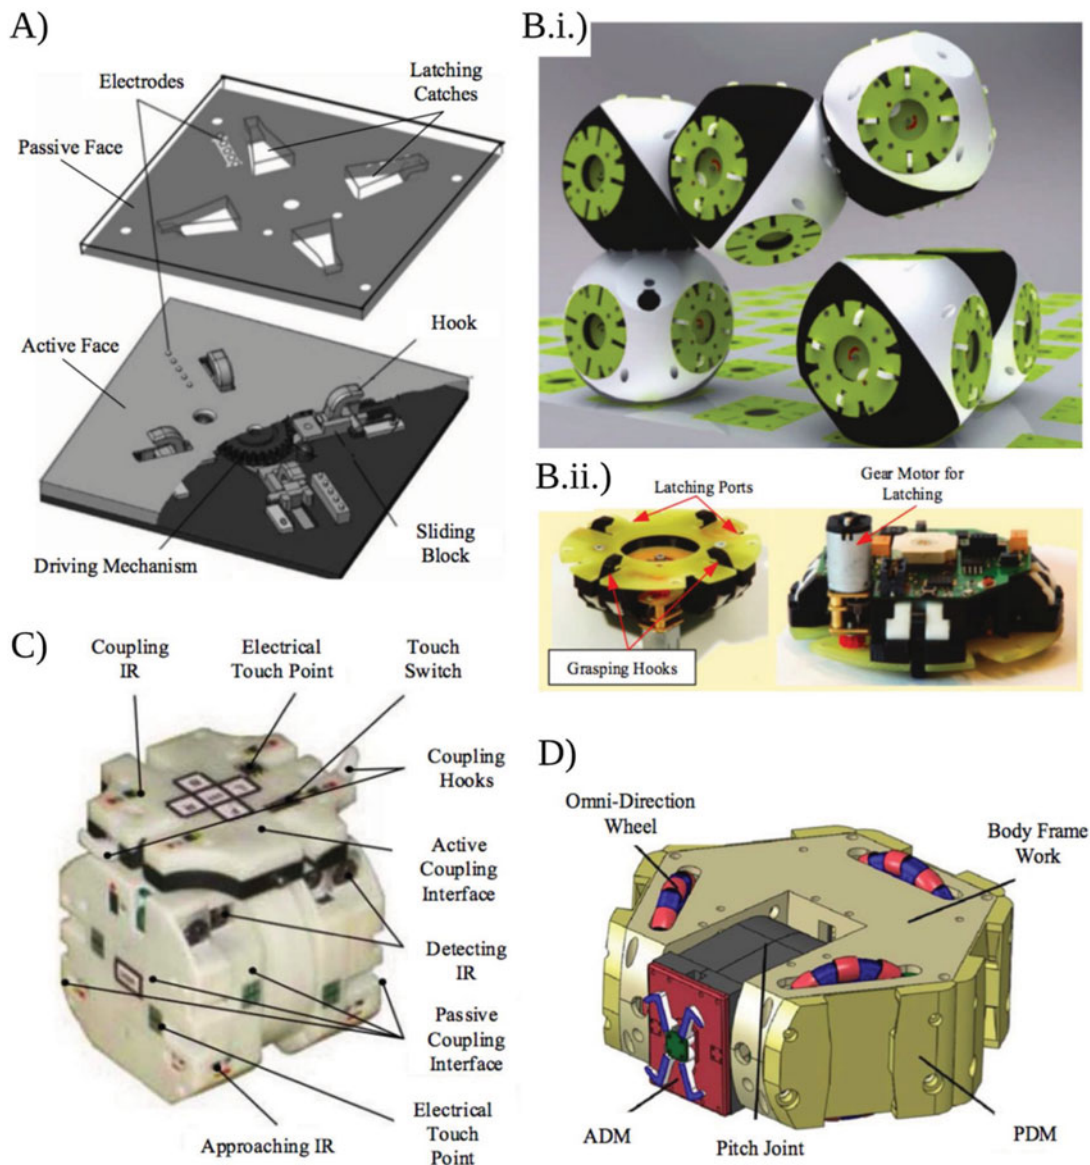 A)
Electrodes
Latching
Catches
Passive Face
Active Face
Hook
Driving Mechanism
Sliding
Block
B.i.)
B.ii.)
Latching Ports
Gear Motor for
Latching
Grasping Hooks
C)
Coupling
IR
Electrical
Touch Point
Touch
Switch
Coupling
Hooks
Active
Coupling
Interface
Detecting
IR
Passive
Coupling
Interface
Approaching IR
Electrical
Touch
Point
D)
Omni-Direction
Wheel
Body Frame
Work
ADM
Pitch Joint
PDM